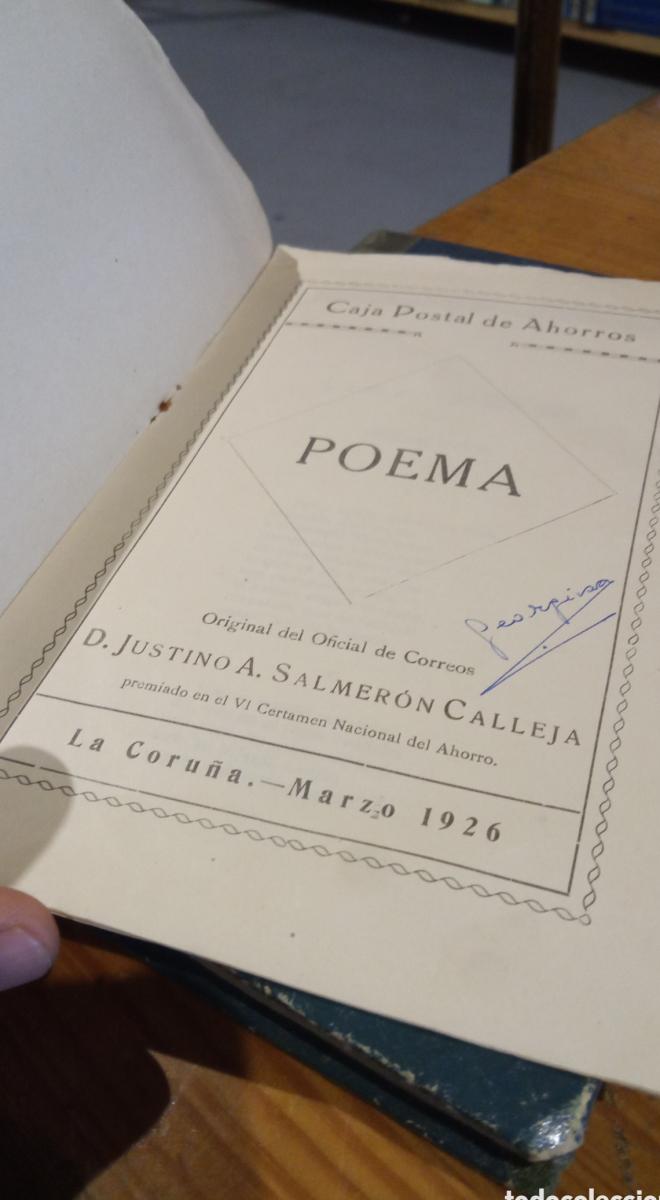 Caja Postal de Ahorros
POEMA
Georgina
Original del Oficial de Correos
D. JUSTINO A. SALMERÓN CALLEJA
premiado en el VI Certamen Nacional del Ahorro.
La Coruña.—Marzo 1926